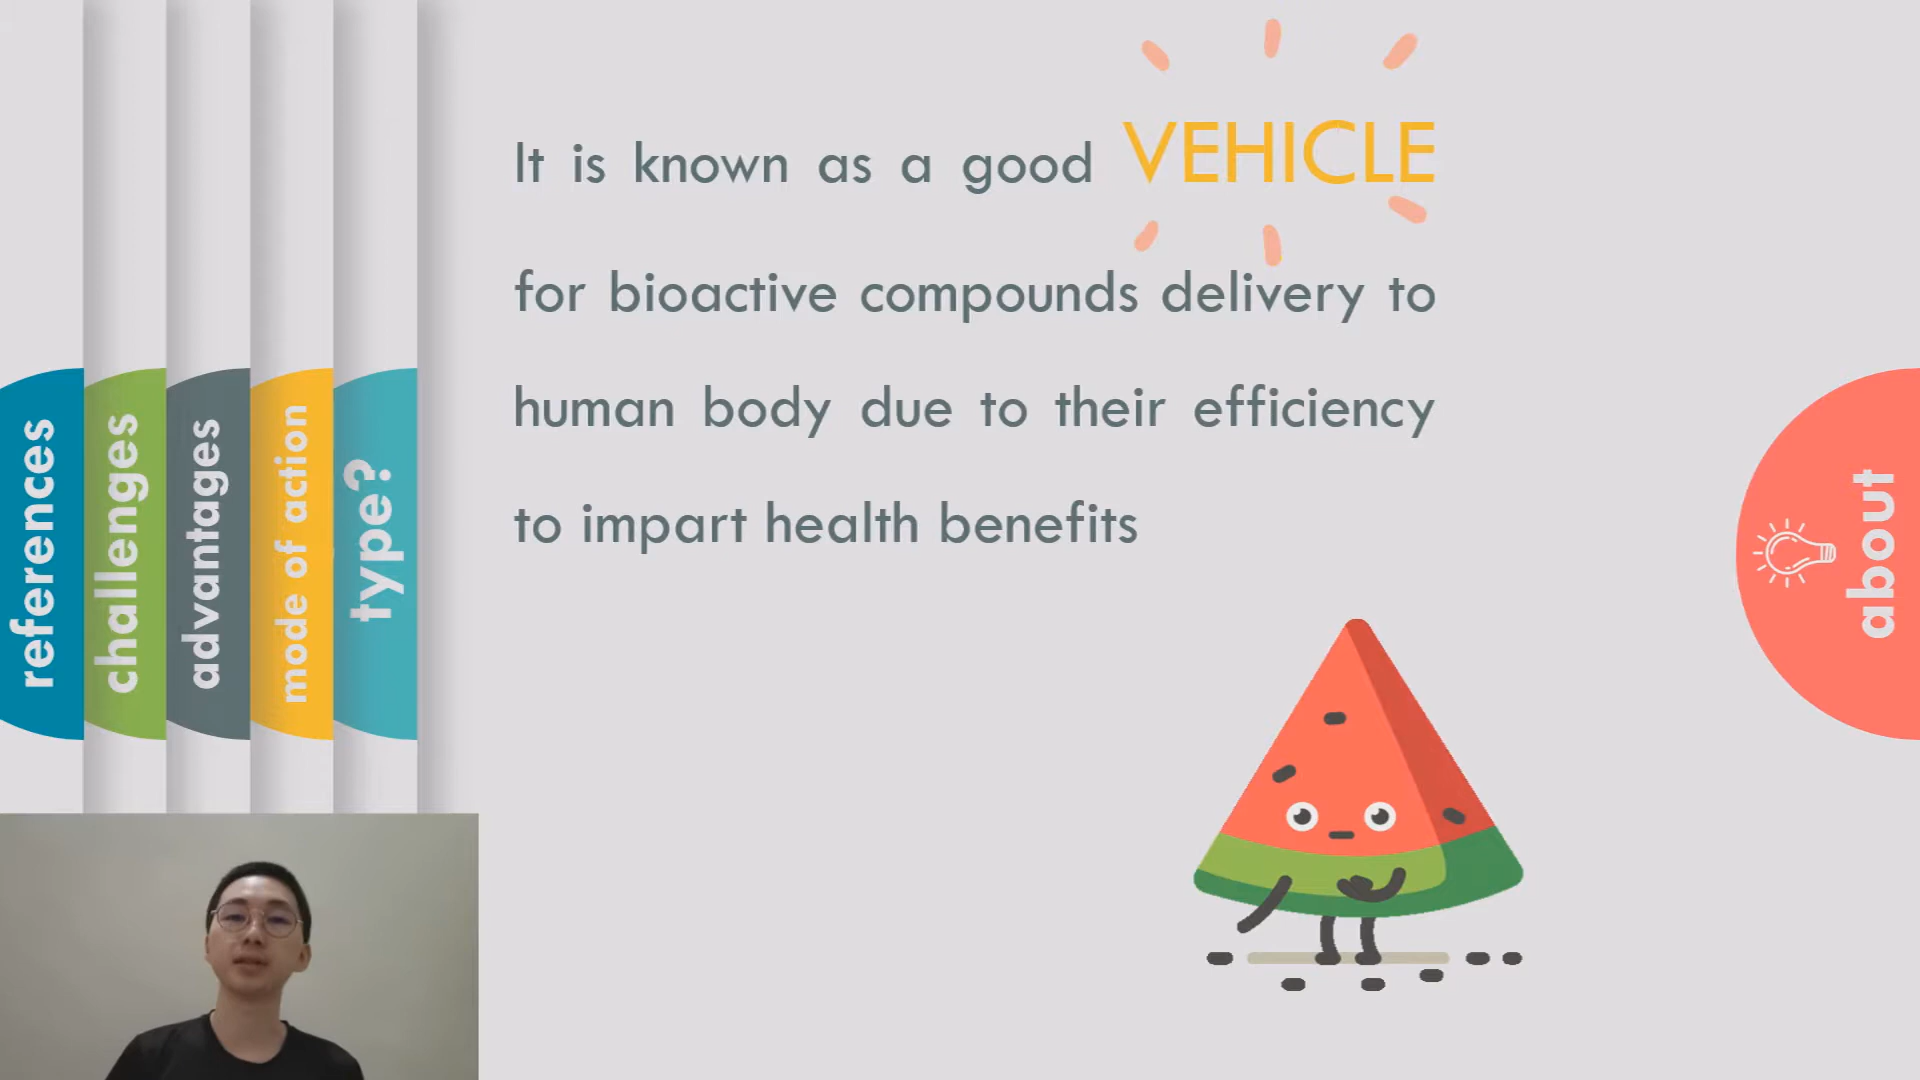 references
challenges
advantages
mode of action
type?
It is known as a good VEHICLE
for bioactive compounds delivery to
human body due to their efficiency
to impart health benefits
about